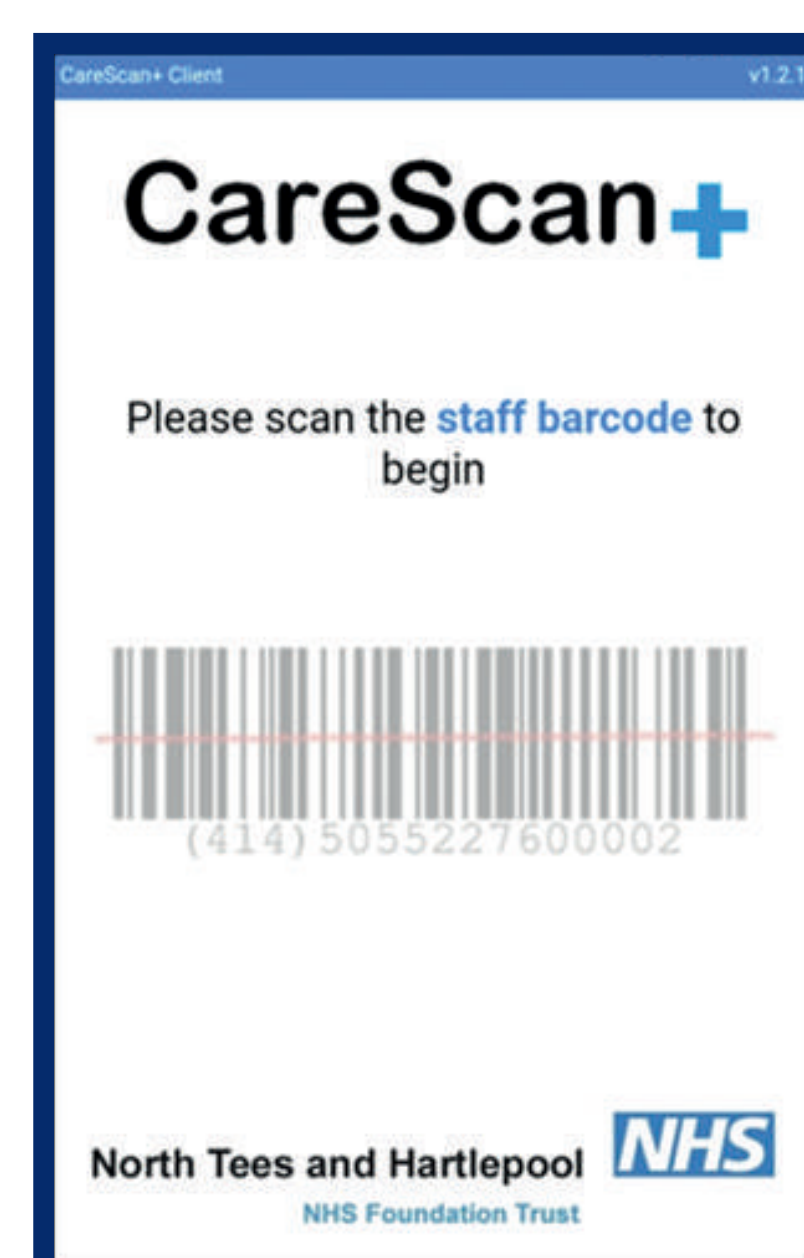 CareScan+ Client v1.2.1
CareScan+
Please scan the staff barcode to
begin
(414)5055227600002
North Tees and Hartlepool NHS
NHS Foundation Trust